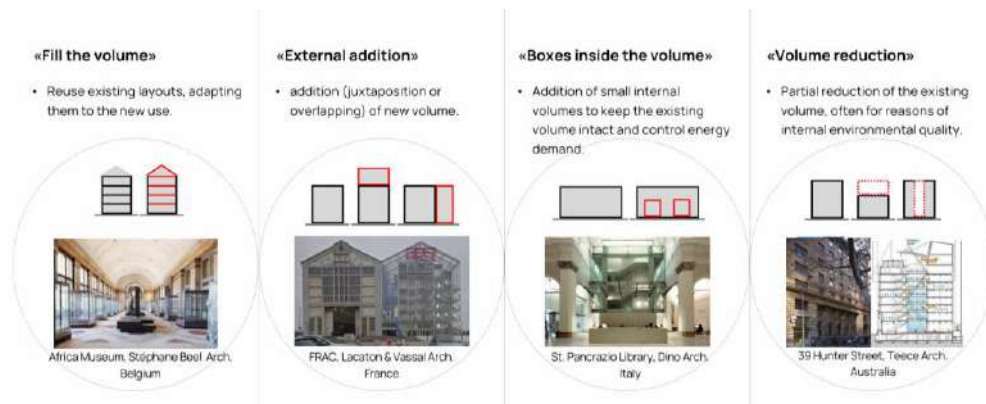 «Fill the volume»
• Reuse existing layouts, adapting
them to the new use.
Africa Museum, Stéphane Beel Arch.
Belgium
«External addition»
• addition (juxtaposition or
overlapping) of new volume.
FRAC, Lacaton & Vassal Arch.
France
«Boxes inside the volume»
• Addition of small internal
volumes to keep the existing
volume intact and control energy
demand.
St. Pancrazio Library, Dino Arch.
Italy
«Volume reduction»
• Partial reduction of the existing
volume, often for reasons of
internal environmental quality.
39 Hunter Street, Teece Arch.
Australia